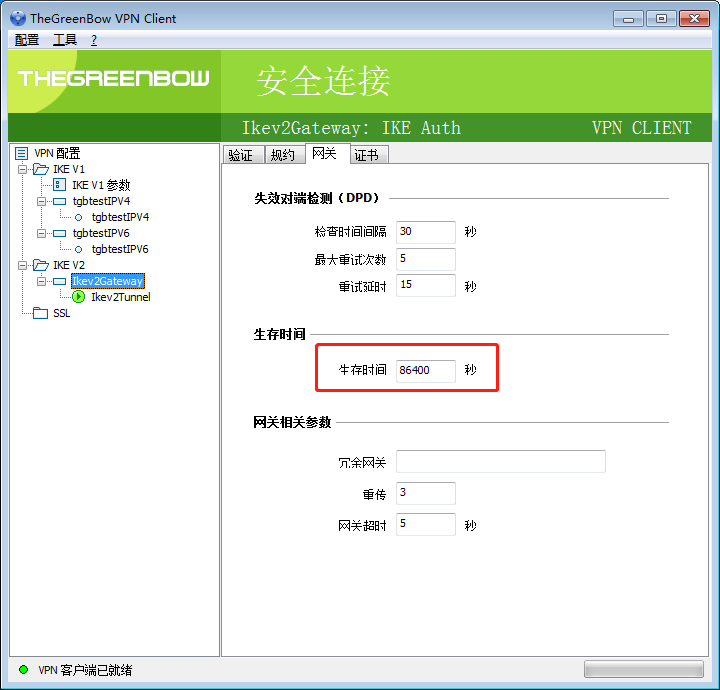 TheGreenBow VPN Client
配置 工具 ?
THEGREENBOW
安全连接
Ikev2Gateway: IKE Auth
VPN CLIENT
VPN 配置
IKE V1
IKE V1 参数
tgbtestIPV4
tgbtestIPV4
tgbtestIPV6
tgbtestIPV6
IKE V2
Ikev2Gateway
Ikev2Tunnel
SSL
验证 规约 网关 证书
失效对端检测（DPD）
检查时间间隔 30 秒
最大重试次数 5
重试延时 15 秒
生存时间
生存时间 86400 秒
网关相关参数
冗余网关
重传 3
网关超时 5 秒
VPN 客户端已就绪